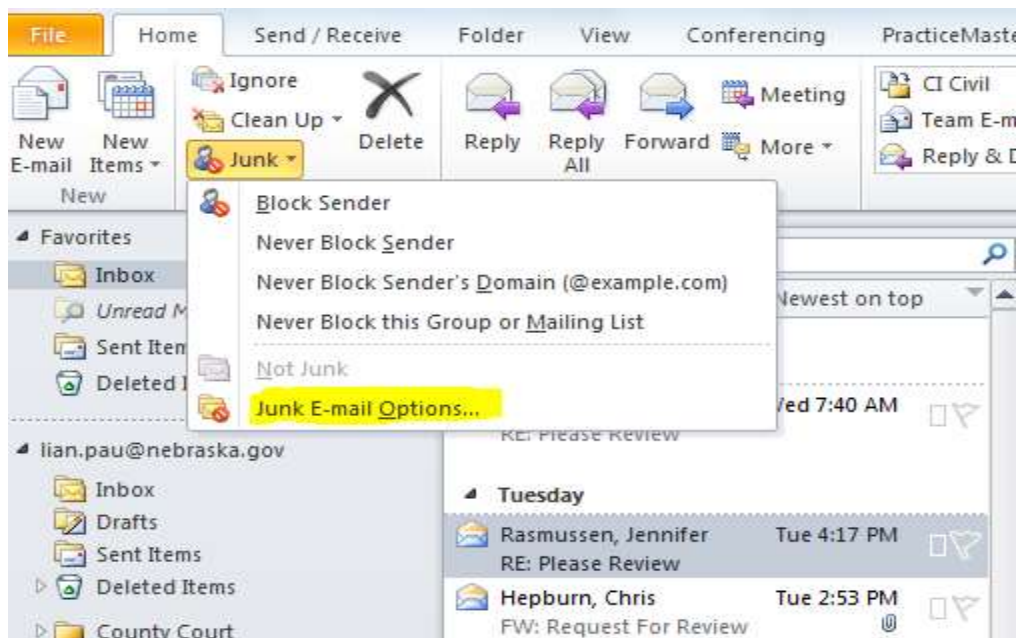 File Home Send / Receive Folder View Conferencing
New E-mail
New Items
Ignore
Clean Up
Junk
Delete
Reply
Reply All
Forward
Meeting
More
CI Civil
Team
Reply &
New
Block Sender
Never Block Sender
Never Block Sender's Domain (@example.com)
Never Block this Group or Mailing List
Not Junk
Junk E-mail Options...
Favorites
Inbox
Unread
Sent
Deleted
lian.pau@nebraska.gov
Inbox
Drafts
Sent Items
Deleted Items
County Court
Newest on top
7:40 AM
RE: Please Review
Tuesday
Rasmussen, Jennifer Tue 4:17 PM
RE: Please Review
Hepburn, Chris Tue 2:53 PM
FW: Request For Review